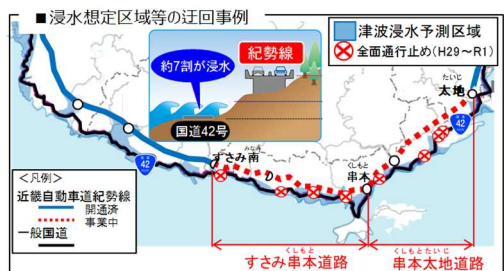 ■浸水想定区域等の迂回事例
津波浸水予測区域
全面通行止め(H29~R1)
紀勢線
約7割が浸水
国道42号
たいじ
太地
42
みなみ
すさみ南
くしもと
串本
42
<凡例>
近畿自動車道紀勢線
開通済
事業中
一般国道
くしもと
すさみ串本道路
くしもとたいじ
串本太地道路